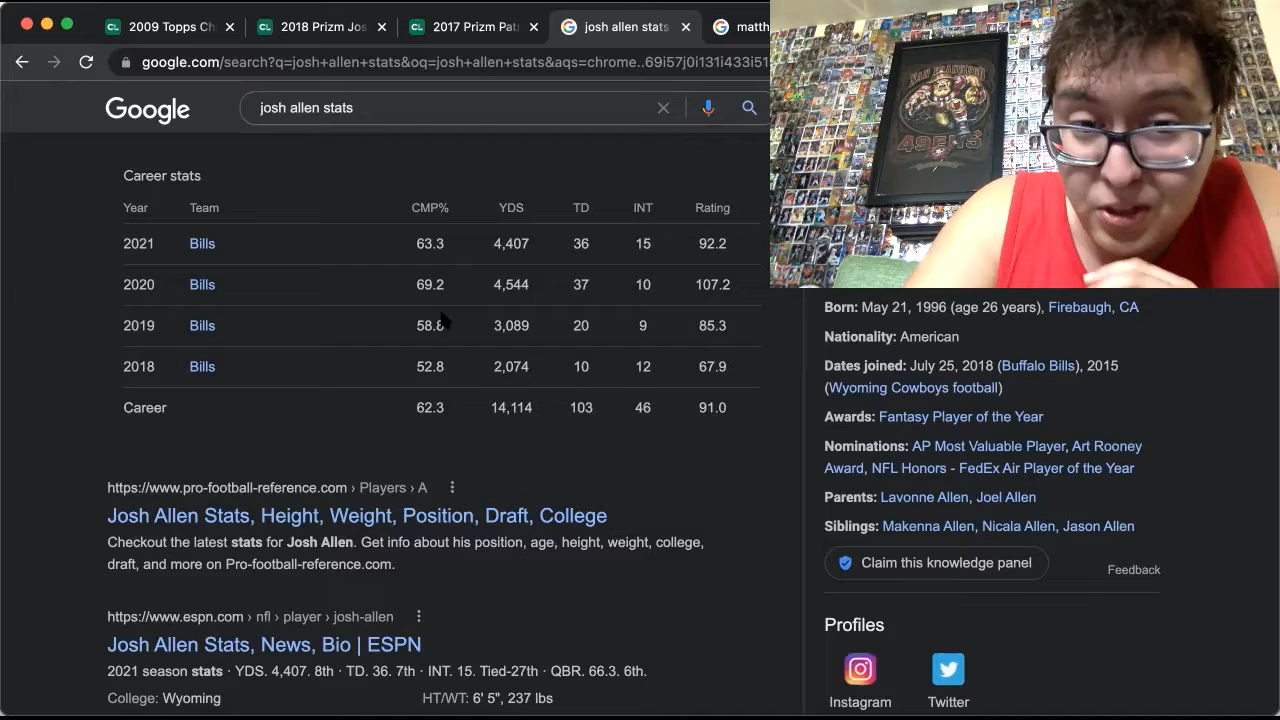 2009 Topps Ch
2018 Prizm Jos
2017 Prizm Pat
josh allen stats
matth
google.com/search?q=josh+allen+stats&oq=josh+allen+stats&aqs=chrome..69i57j0i131i433i51
Google
josh allen stats
Career stats
Year Team CMP% YDS TD INT Rating
2021 Bills 63.3 4,407 36 15 92.2
2020 Bills 69.2 4,544 37 10 107.2
2019 Bills 58.8 3,089 20 9 85.3
2018 Bills 52.8 2,074 10 12 67.9
Career 62.3 14,114 103 46 91.0
https://www.pro-football-reference.com › Players › A
Josh Allen Stats, Height, Weight, Position, Draft, College
Checkout the latest stats for Josh Allen. Get info about his position, age, height, weight, college,
draft, and more on Pro-football-reference.com.
https://www.espn.com › nfl › player › josh-allen
Josh Allen Stats, News, Bio | ESPN
2021 season stats · YDS. 4,407. 8th · TD. 36. 7th · INT. 15. Tied-27th · QBR. 66.3. 6th.
College: Wyoming HT/WT: 6' 5", 237 lbs
SAN FRANCISCO
49ERS
Born: May 21, 1996 (age 26 years), Firebaugh, CA
Nationality: American
Dates joined: July 25, 2018 (Buffalo Bills), 2015
(Wyoming Cowboys football)
Awards: Fantasy Player of the Year
Nominations: AP Most Valuable Player, Art Rooney
Award, NFL Honors - FedEx Air Player of the Year
Parents: Lavonne Allen, Joel Allen
Siblings: Makenna Allen, Nicala Allen, Jason Allen
Claim this knowledge panel
Feedback
Profiles
Instagram
Twitter